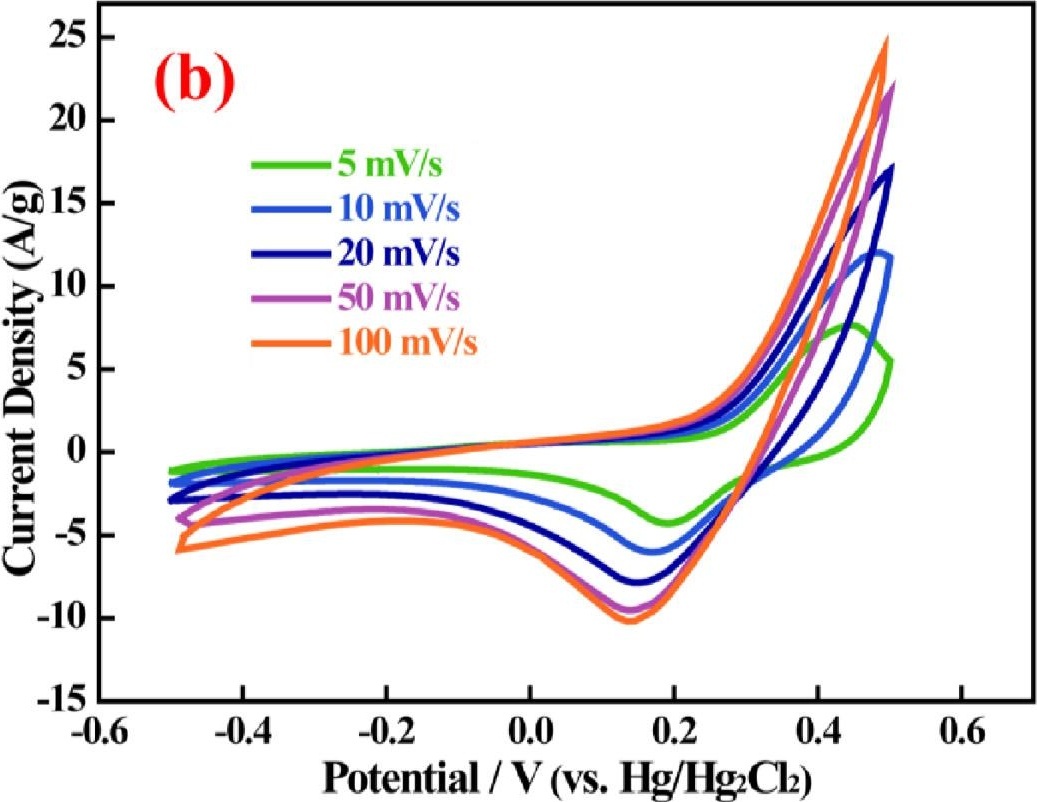 (b)
25
20
15
10
5
0
-5
-10
-15
Current Density (A/g)
5 mV/s
10 mV/s
20 mV/s
50 mV/s
100 mV/s
-0.6 -0.4 -0.2 0.0 0.2 0.4 0.6
Potential / V (vs. Hg/Hg₂Cl₂)